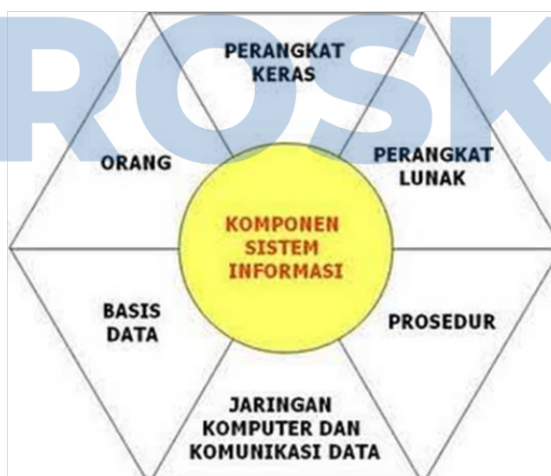 ROSK
PERANGKAT
KERAS
ORANG
PERANGKAT
LUNAK
KOMPONEN
SISTEM
INFORMASI
BASIS
DATA
PROSEDUR
JARINGAN
KOMPUTER DAN
KOMUNIKASI DATA